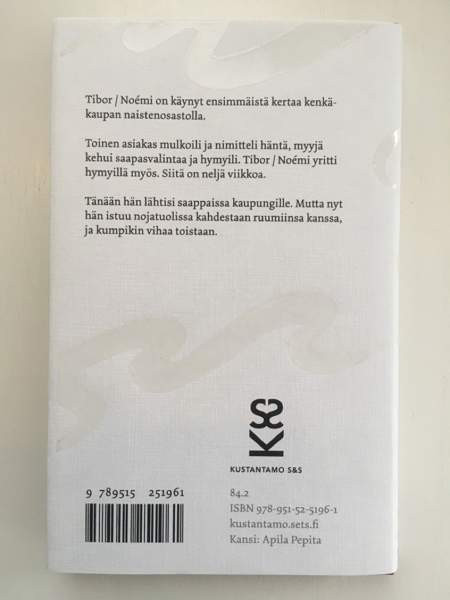 Tibor / Noémi on käynyt ensimmäistä kertaa kenkä-
kaupan naistenosastolla.
Toinen asiakas mulkoili ja nimitteli häntä, myyjä
kehui saapasvalintaa ja hymyili. Tibor / Noémi yritti
hymyillä myös. Siitä on neljä viikkoa.
Tänään hän lähtisi saappaissa kaupungille. Mutta nyt
hän istuu nojatuolissa kahdestaan ruumiinsa kanssa,
ja kumpikin vihaa toistaan.
K&S
KUSTANTAMO S&S
9 789515 251961
84.2
ISBN 978-951-52-5196-1
kustantamo.sets.fi
Kansi: Apila Pepita